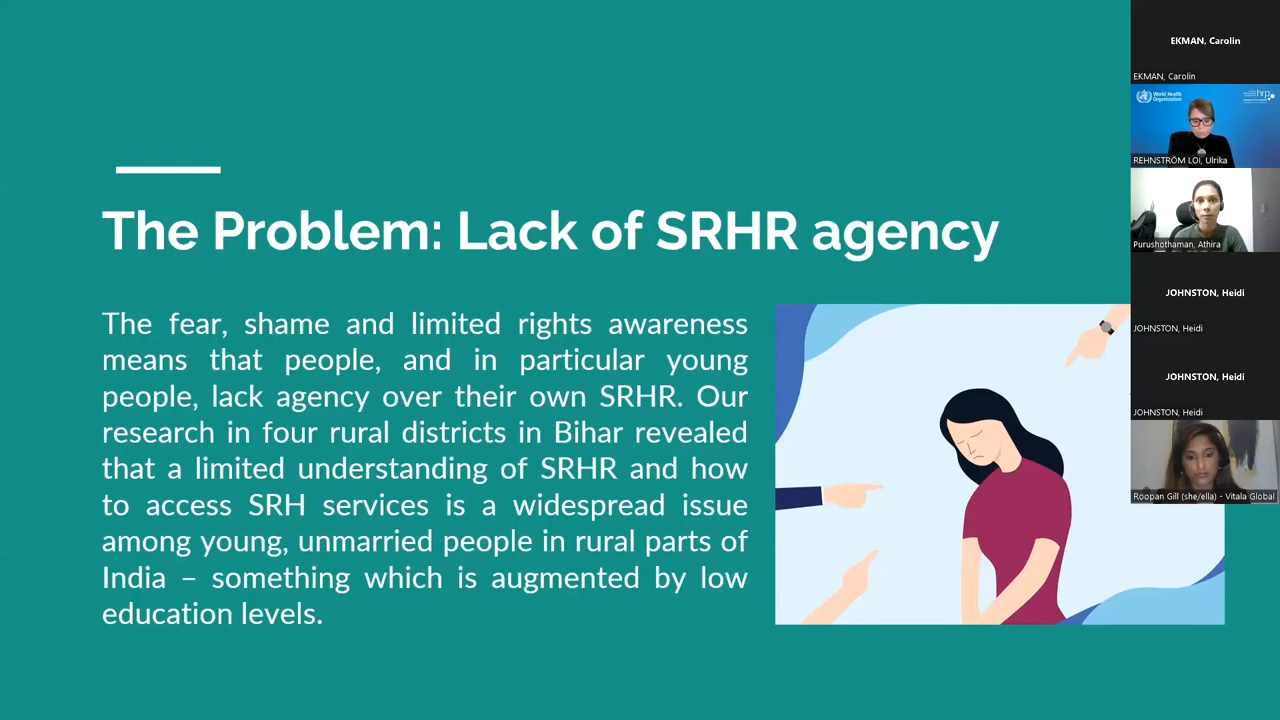 The Problem: Lack of SRHR agency
The fear, shame and limited rights awareness
means that people, and in particular young
people, lack agency over their own SRHR. Our
research in four rural districts in Bihar revealed
that a limited understanding of SRHR and how
to access SRH services is a widespread issue
among young, unmarried people in rural parts of
India – something which is augmented by low
education levels.
EKMAN, Carolin
EKMAN, Carolin
World Health
Organization
hrp
REHNSTRÖM LOI, Ulrika
Purushothaman, Athira
JOHNSTON, Heidi
JOHNSTON, Heidi
JOHNSTON, Heidi
JOHNSTON, Heidi
Roopan Gill (she/ella) - Vitala Global